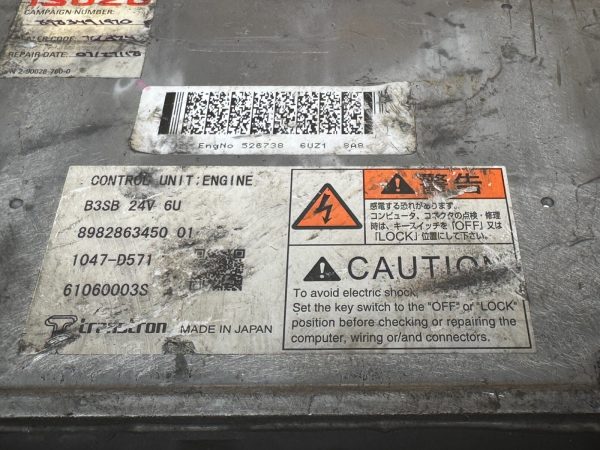 ISUZU
CAMPAIGN NUMBER:
DEALER CODE:
REPAIR DATE:
EngNo 526738 6UZ1 8A8
CONTROL UNIT:ENGINE
B3SB 24V 6U
8982863450 01
1047-D571
61060003S
transtron MADE IN JAPAN
警告
感電する恐れがあります。
コンピュータ、コネクタの点検・修理
時は、キースイッチを「OFF」又は
「LOCK」位置にして下さい。
CAUTION
To avoid electric shock,
Set the key switch to the "OFF" or "LOCK"
position before checking or repairing the
computer, wiring or/and connectors.